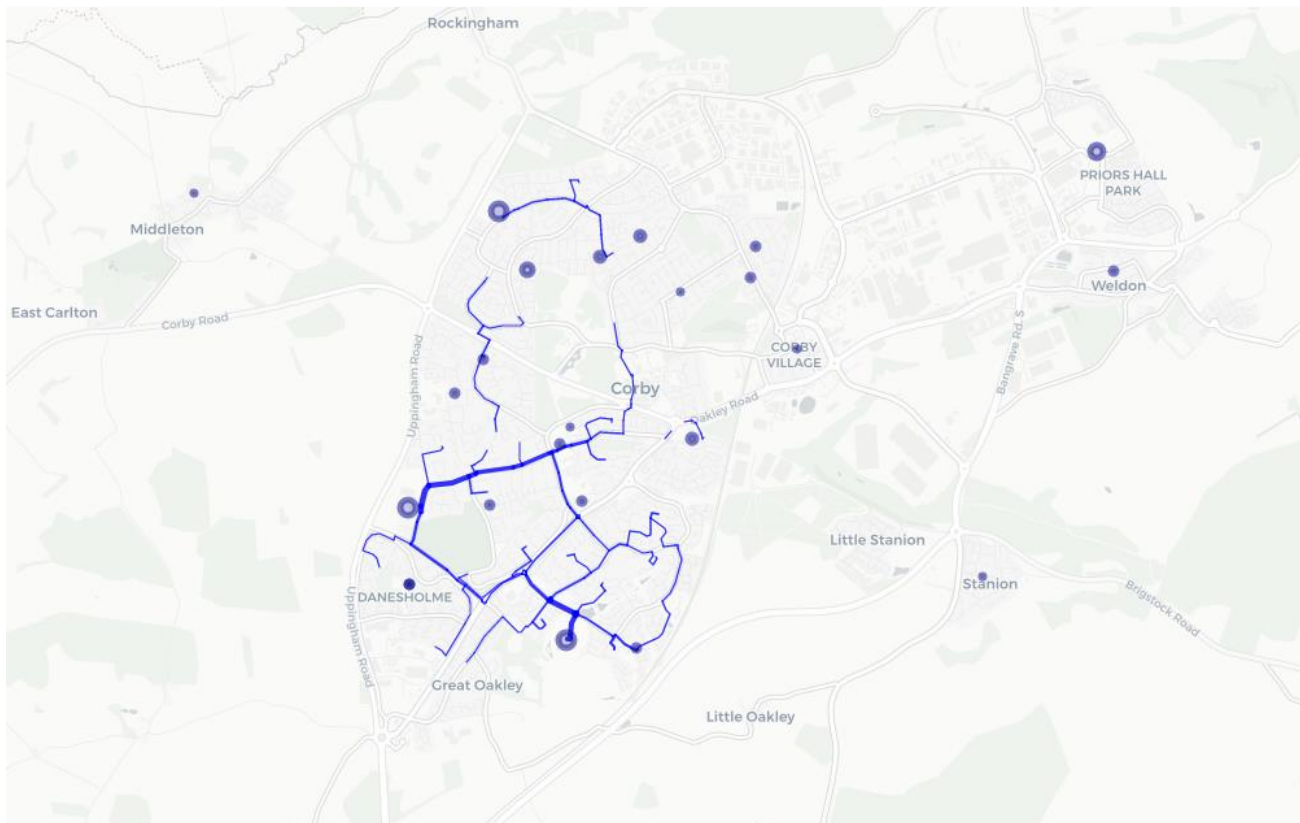 Rockingham
PRIORS HALL
PARK
Middleton
Weldon
East Carlton
Corby Road
Uppingham Road
Bangrave Rd. S
CORBY
VILLAGE
Corby
Oakley Road
Little Stanion
Stanion
DANESHOLME
Brigstock Road
Uppingham Road
Great Oakley
Little Oakley